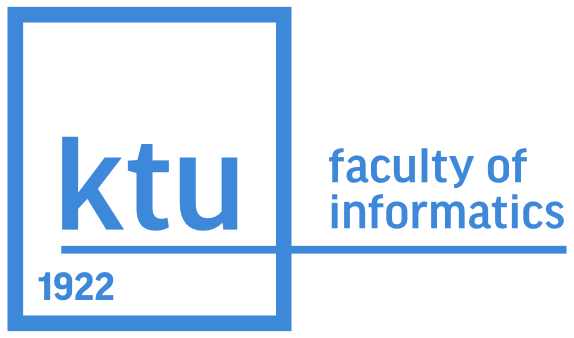 ktu
faculty of
informatics
1922